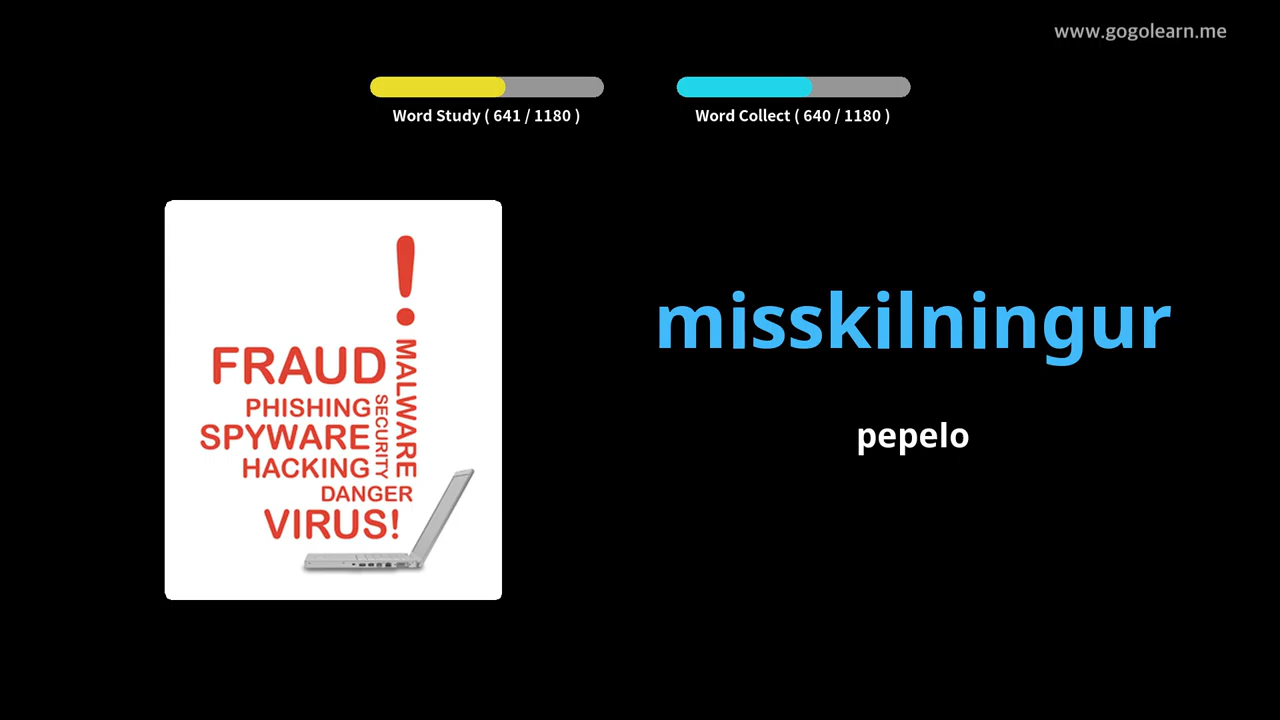 www.gogolearn.me
Word Study ( 641 / 1180 )
Word Collect ( 640 / 1180 )
!
FRAUD
MALWARE
PHISHING
SECURITY
SPYWARE
HACKING
DANGER
VIRUS!
misskilningur
pepelo